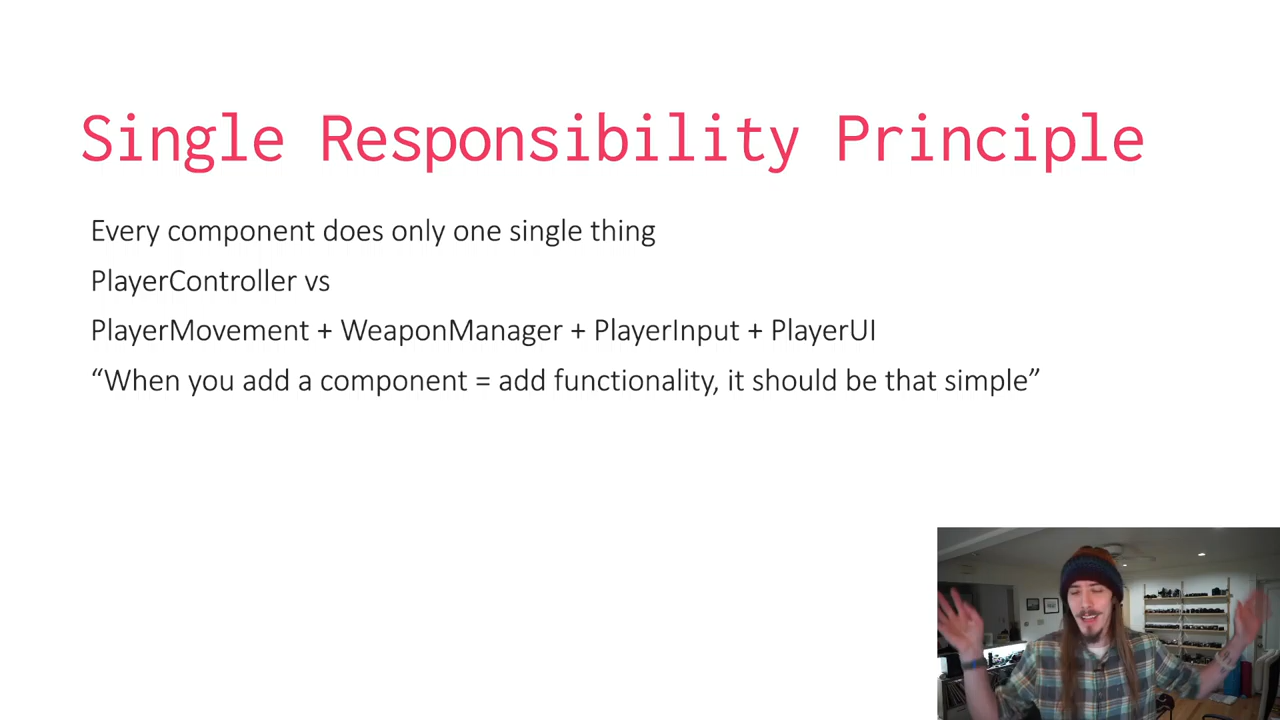 Single Responsibility Principle
Every component does only one single thing
PlayerController vs
PlayerMovement + WeaponManager + PlayerInput + PlayerUI
“When you add a component = add functionality, it should be that simple”